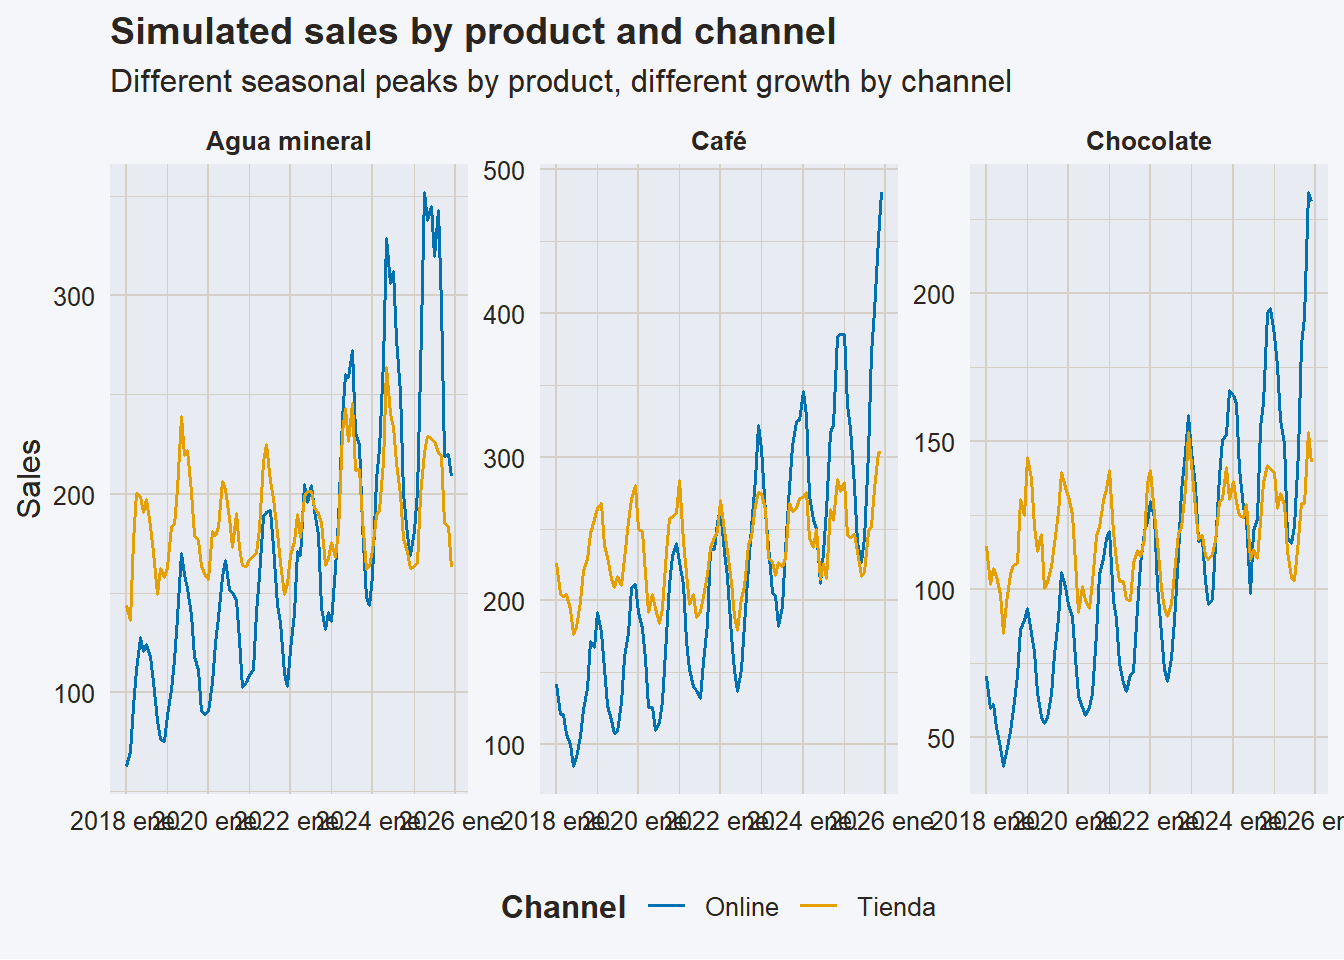 Simulated sales by product and channel
Different seasonal peaks by product, different growth by channel
Agua mineral
Café
Chocolate
Sales
300
200
100
500
400
300
200
100
200
150
100
50
2018 ene. 2020 ene. 2022 ene. 2024 ene. 2026 ene.
2018 ene. 2020 ene. 2022 ene. 2024 ene. 2026 ene.
2018 ene. 2020 ene. 2022 ene. 2024 ene. 2026 en
Channel Online Tienda